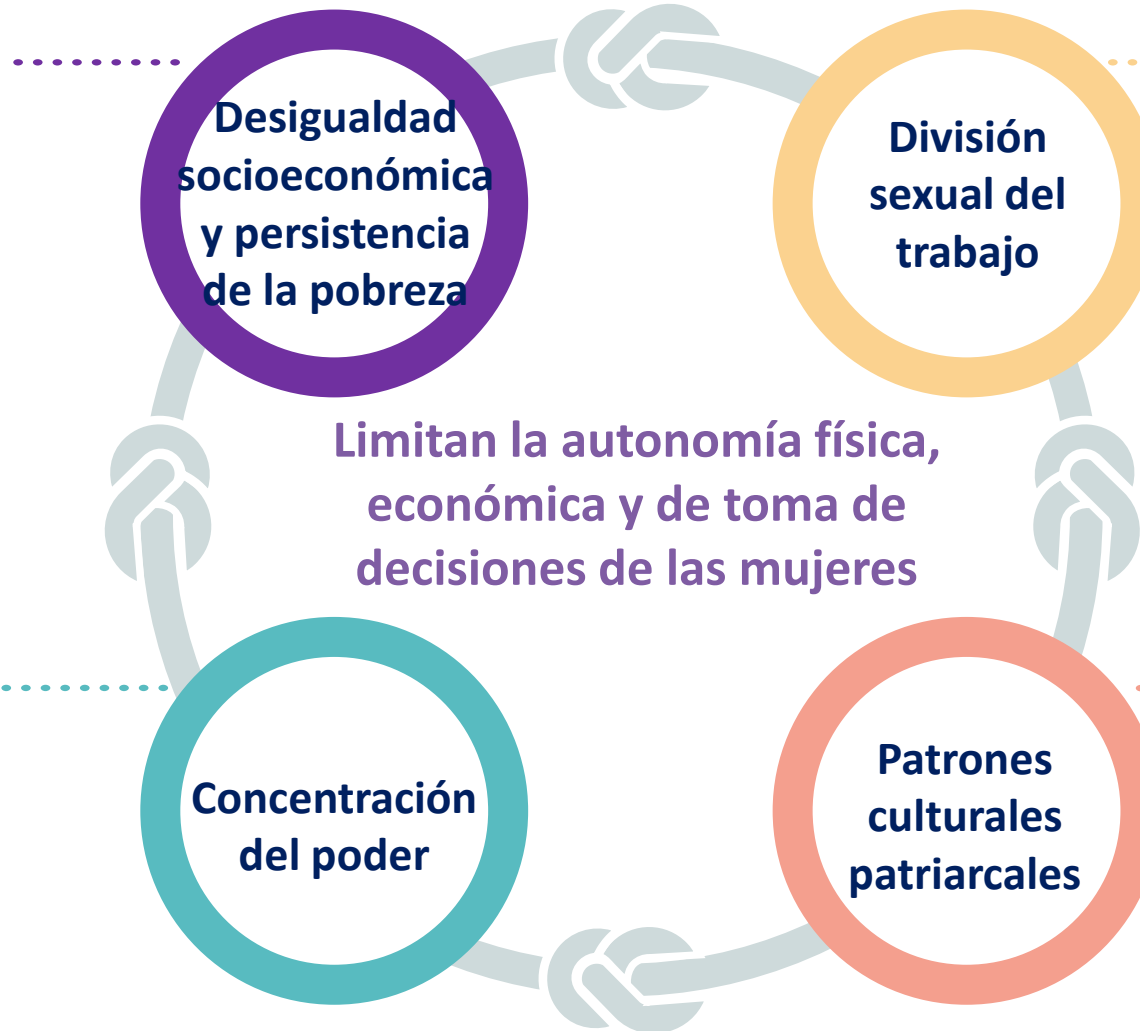 Desigualdad
socioeconómica
y persistencia
de la pobreza
División
sexual del
trabajo
Limitan la autonomía física,
económica y de toma de
decisiones de las mujeres
Concentración
del poder
Patrones
culturales
patriarcales